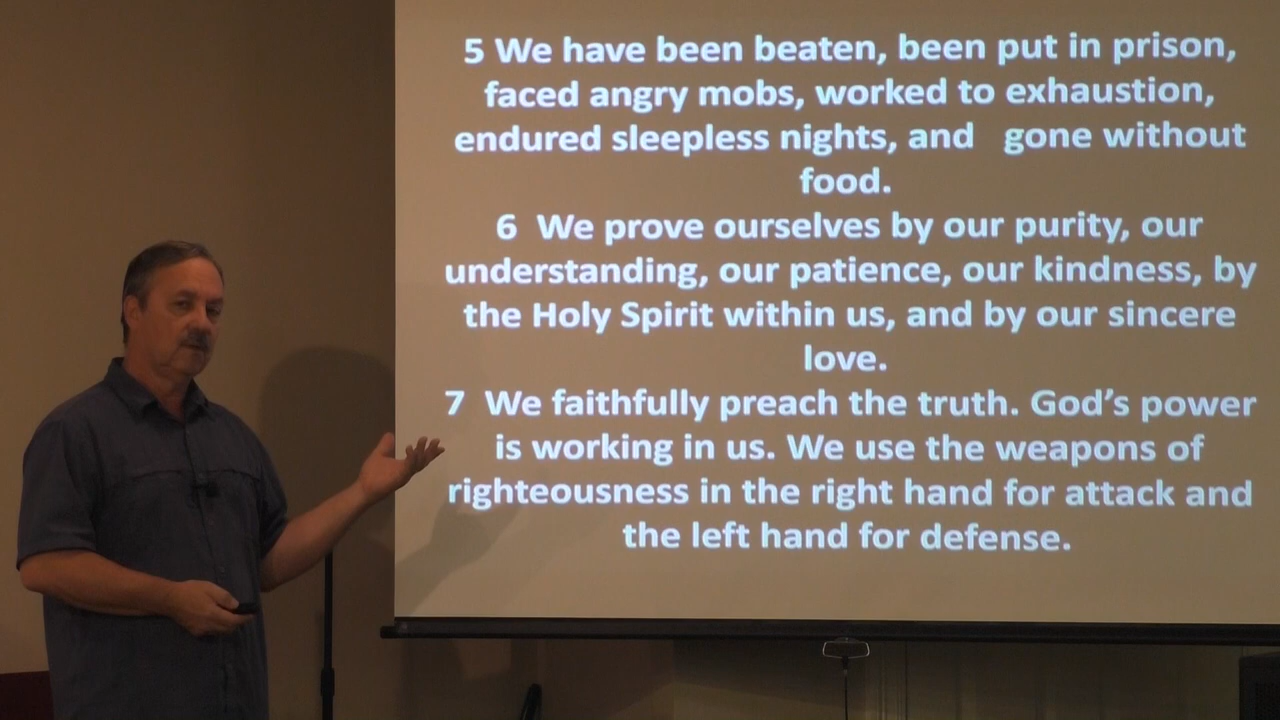 5 We have been beaten, been put in prison,
faced angry mobs, worked to exhaustion,
endured sleepless nights, and gone without
food.
6 We prove ourselves by our purity, our
understanding, our patience, our kindness, by
the Holy Spirit within us, and by our sincere
love.
7 We faithfully preach the truth. God’s power
is working in us. We use the weapons of
righteousness in the right hand for attack and
the left hand for defense.